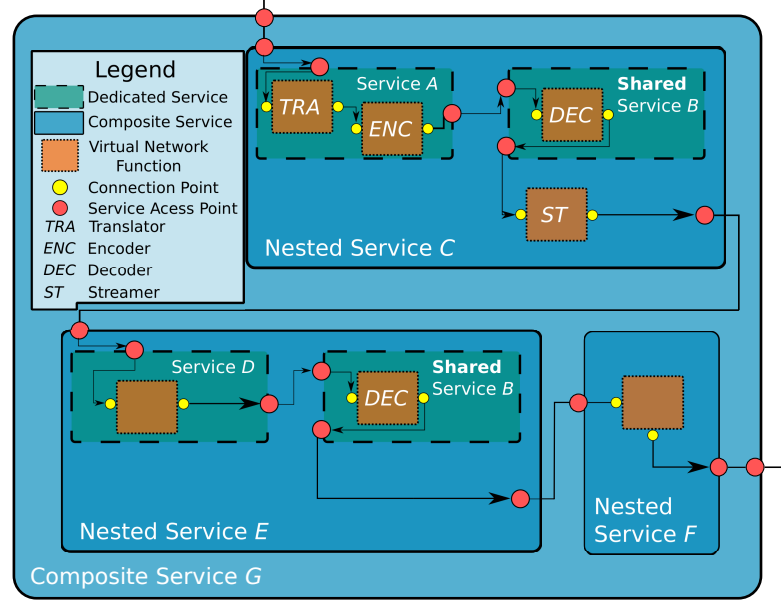 Legend
Dedicated Service
Composite Service
Virtual Network
Function
Connection Point
Service Acess Point
TRA Translator
ENC Encoder
DEC Decoder
ST Streamer
Service A
TRA
ENC
Shared
Service B
DEC
ST
Nested Service C
Service D
Shared
Service B
DEC
Nested Service E
Nested
Service F
Composite Service G